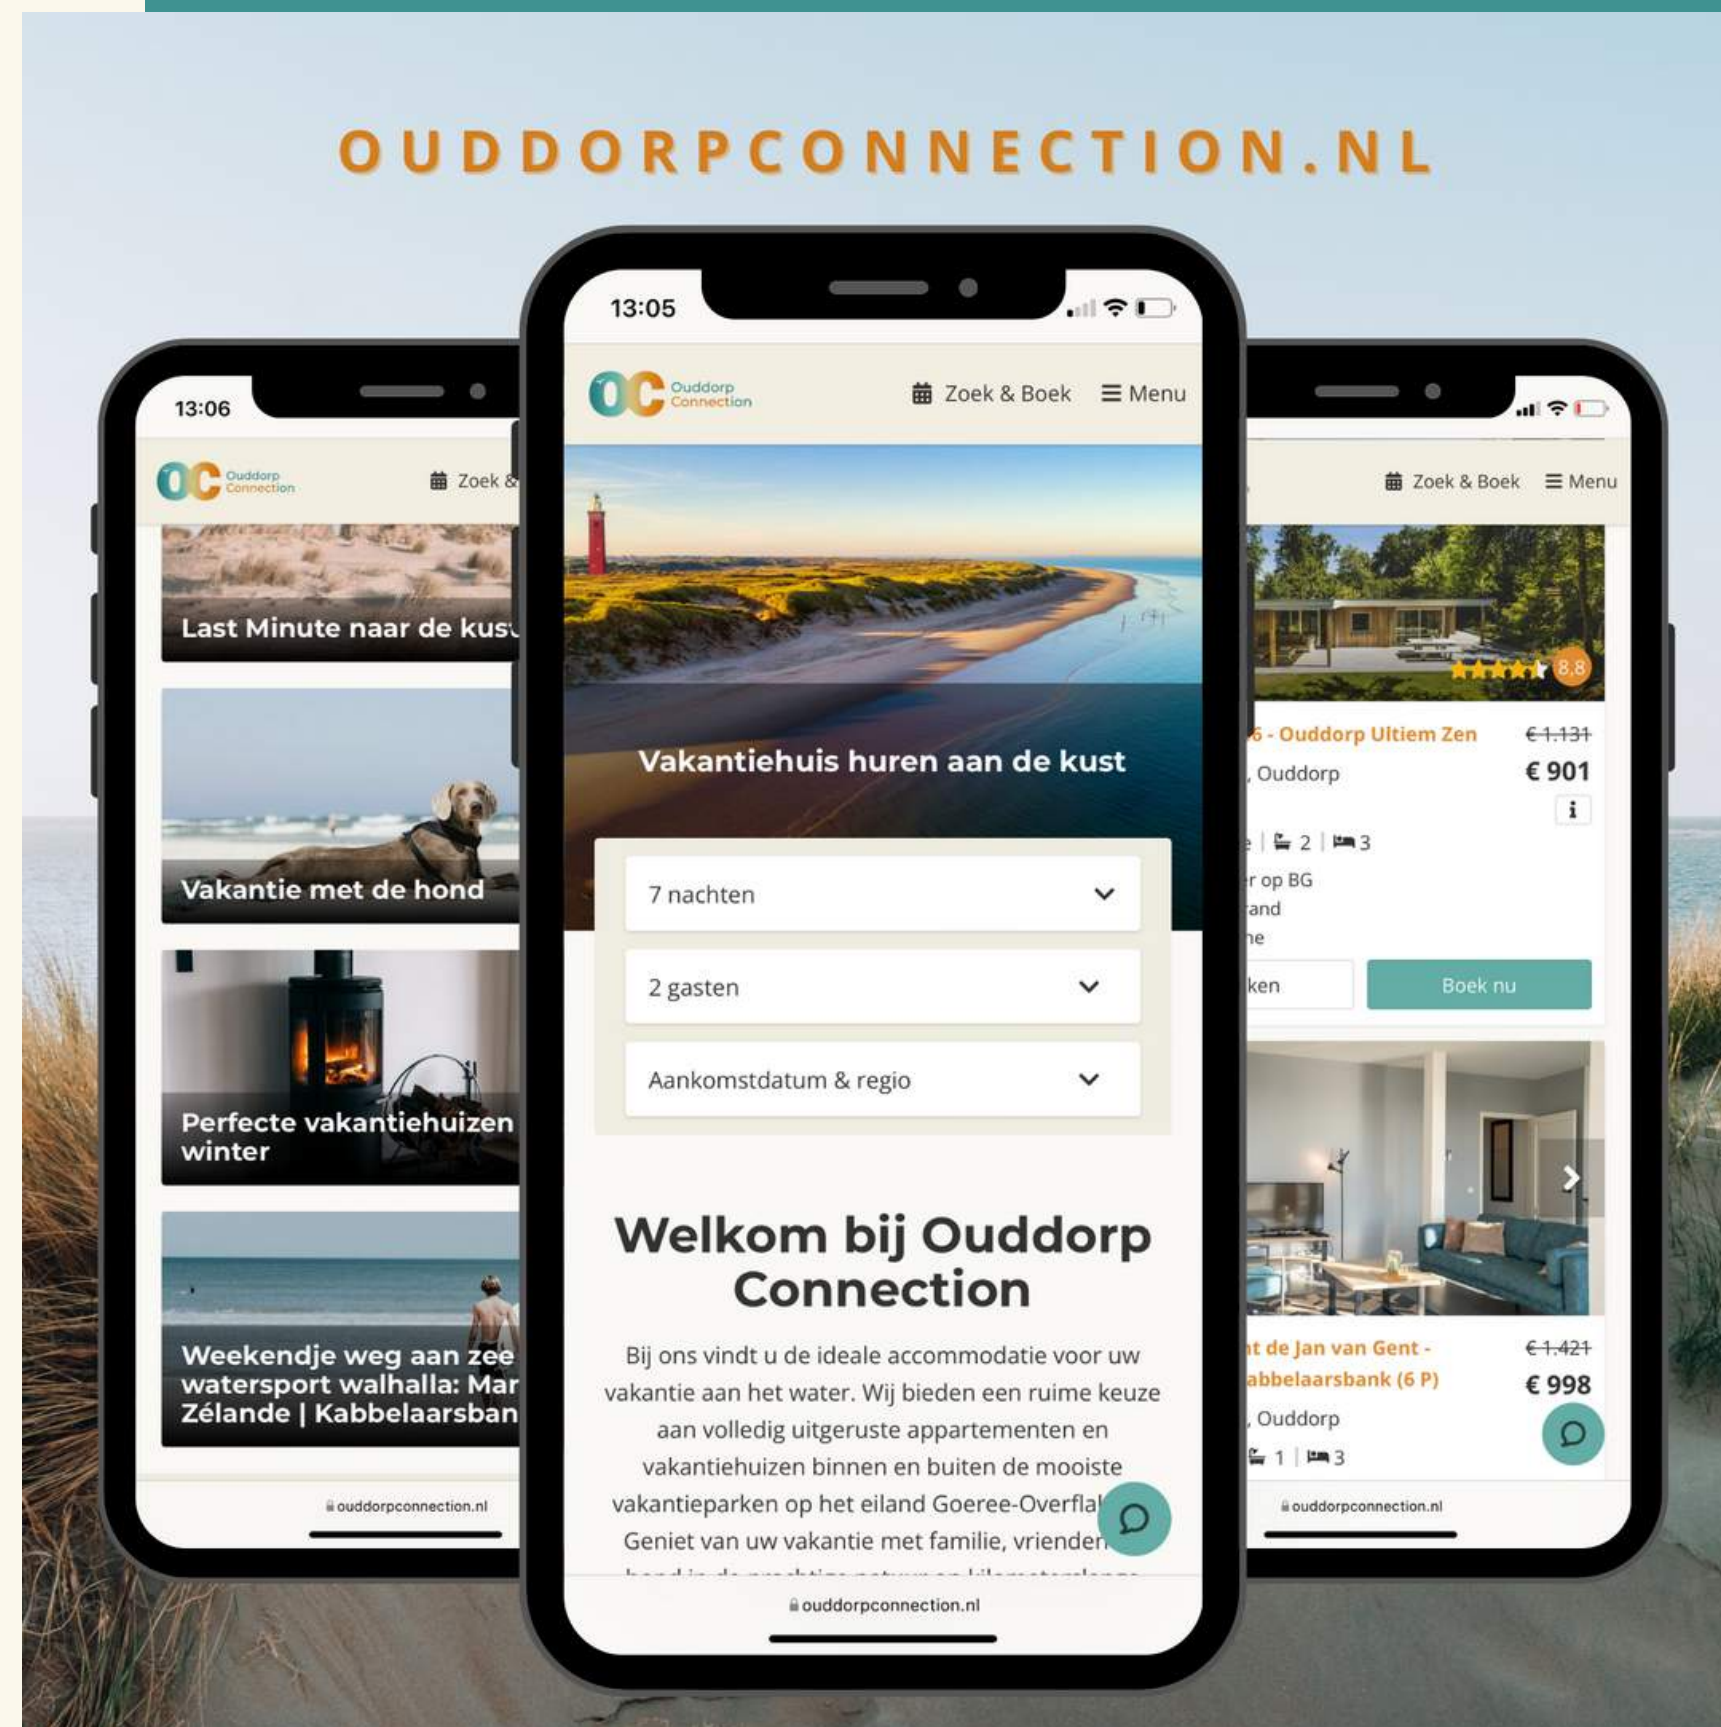 OUDDORPCONNECTION.NL
13:06
Ouddorp
Connection
Zoek &
Last Minute naar de kust
Vakantie met de hond
Perfecte vakantiehuizen
winter
Weekendje weg aan zee
watersport walhalla: Mar
Zélande | Kabbelaarsban
ouddorpconnection.nl
13:05
OC Ouddorp
Connection
Zoek & Boek
Menu
Vakantiehuis huren aan de kust
7 nachten
2 gasten
Aankomstdatum & regio
Welkom bij Ouddorp
Connection
Bij ons vindt u de ideale accommodatie voor uw
vakantie aan het water. Wij bieden een ruime keuze
aan volledig uitgeruste appartementen en
vakantiehuizen binnen en buiten de mooiste
vakantieparken op het eiland Goeree-Overfla
Geniet van uw vakantie met familie, vrienden
ouddorpconnection.nl
Zoek & Boek
Menu
8,8
6 - Ouddorp Ultiem Zen
€ 1.131
, Ouddorp
€ 901
i
e | 2 | 3
r op BG
and
ne
ken
Boek nu
nt de Jan van Gent -
€ 1.421
abbelaarsbank (6 P)
€ 998
, Ouddorp
1 | 3
ouddorpconnection.nl